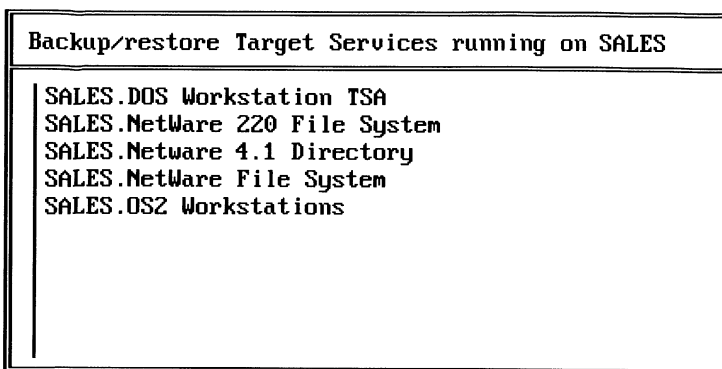 Backup/restore Target Services running on SALES
SALES.DOS Workstation TSA
SALES.NetWare 220 File System
SALES.Netware 4.1 Directory
SALES.NetWare File System
SALES.OS2 Workstations